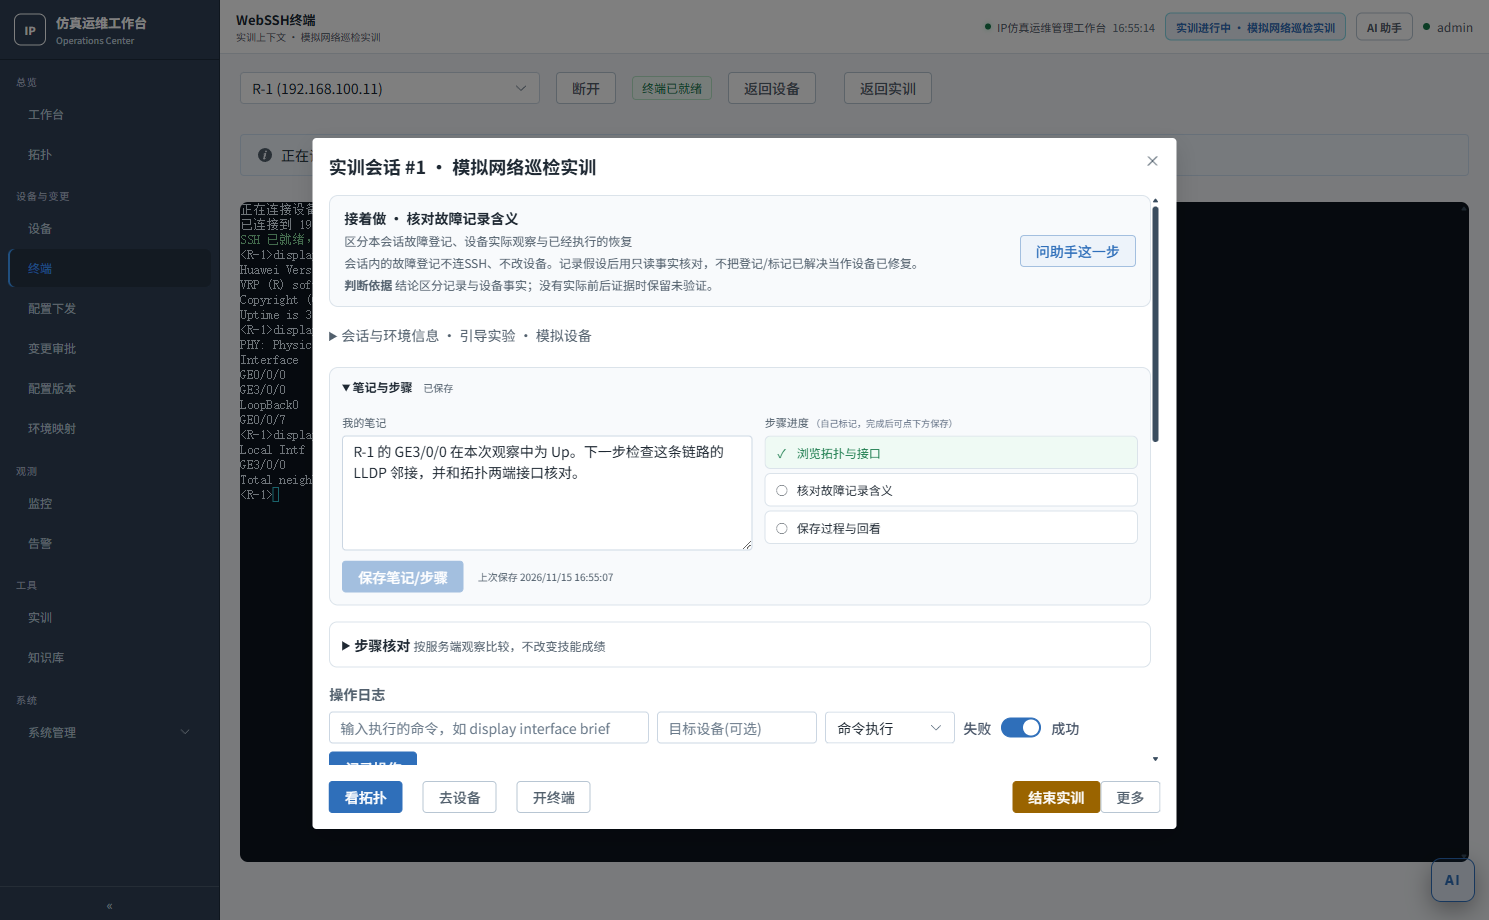 IP
仿真运维工作台
Operations Center
总览
工作台
拓扑
设备与变更
设备
终端
配置下发
变更审批
配置版本
环境映射
观测
监控
告警
工具
实训
知识库
系统
系统管理
«
WebSSH终端
实训上下文 • 模拟网络巡检实训
IP仿真运维管理工作台 16:55:14
实训进行中 • 模拟网络巡检实训
AI 助手
admin
R-1 (192.168.100.11)
断开
终端已就绪
返回设备
返回实训
正在
正在连接设备
已连接到 19
SSH 已就绪,
<R-1>displa
Huawei Vers
VRP (R) sof
Copyright (
Uptime is 3
<R-1>displa
PHY: Physic
Interface
GE0/0/0
GE3/0/0
LoopBack0
GE0/0/7
<R-1>displa
Local Intf
GE3/0/0
Total neigh
<R-1>
实训会话 #1 • 模拟网络巡检实训
接着做 • 核对故障记录含义
区分本会话故障登记、设备实际观察与已经执行的恢复
会话内的故障登记不连SSH、不改设备。记录假设后用只读事实核对，不把登记/标记已解决当作设备已修复。
判断依据 结论区分记录与设备事实；没有实际前后证据时保留未验证。
问助手这一步
▶ 会话与环境信息 • 引导实验 • 模拟设备
▼ 笔记与步骤 已保存
我的笔记
R-1 的 GE3/0/0 在本次观察中为 Up。下一步检查这条链路的
LLDP 邻接，并和拓扑两端接口核对。
步骤进度 （自己标记，完成后可点下方保存）
✓ 浏览拓扑与接口
○ 核对故障记录含义
○ 保存过程与回看
保存笔记/步骤
上次保存 2026/11/15 16:55:07
▶ 步骤核对 按服务端观察比较，不改变技能成绩
操作日志
输入执行的命令，如 display interface brief
目标设备(可选)
命令执行
失败
成功
记录操作
看拓扑
去设备
开终端
结束实训
更多
AI